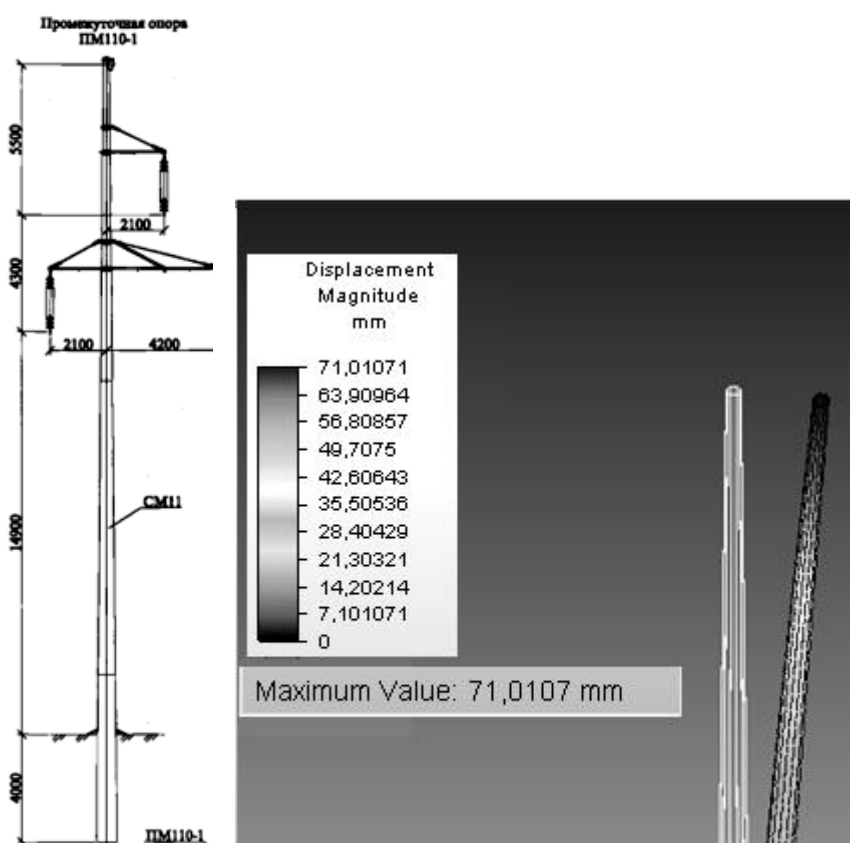 Промежуточная опора
ПМ110-1
5500
2100
4300
2100
4200
СМ11
14900
4000
ПМ110-1
Displacement
Magnitude
mm
71,01071
63,90964
56,80857
49,7075
42,60643
35,50536
28,40429
21,30321
14,20214
7,101071
0
Maximum Value: 71,0107 mm